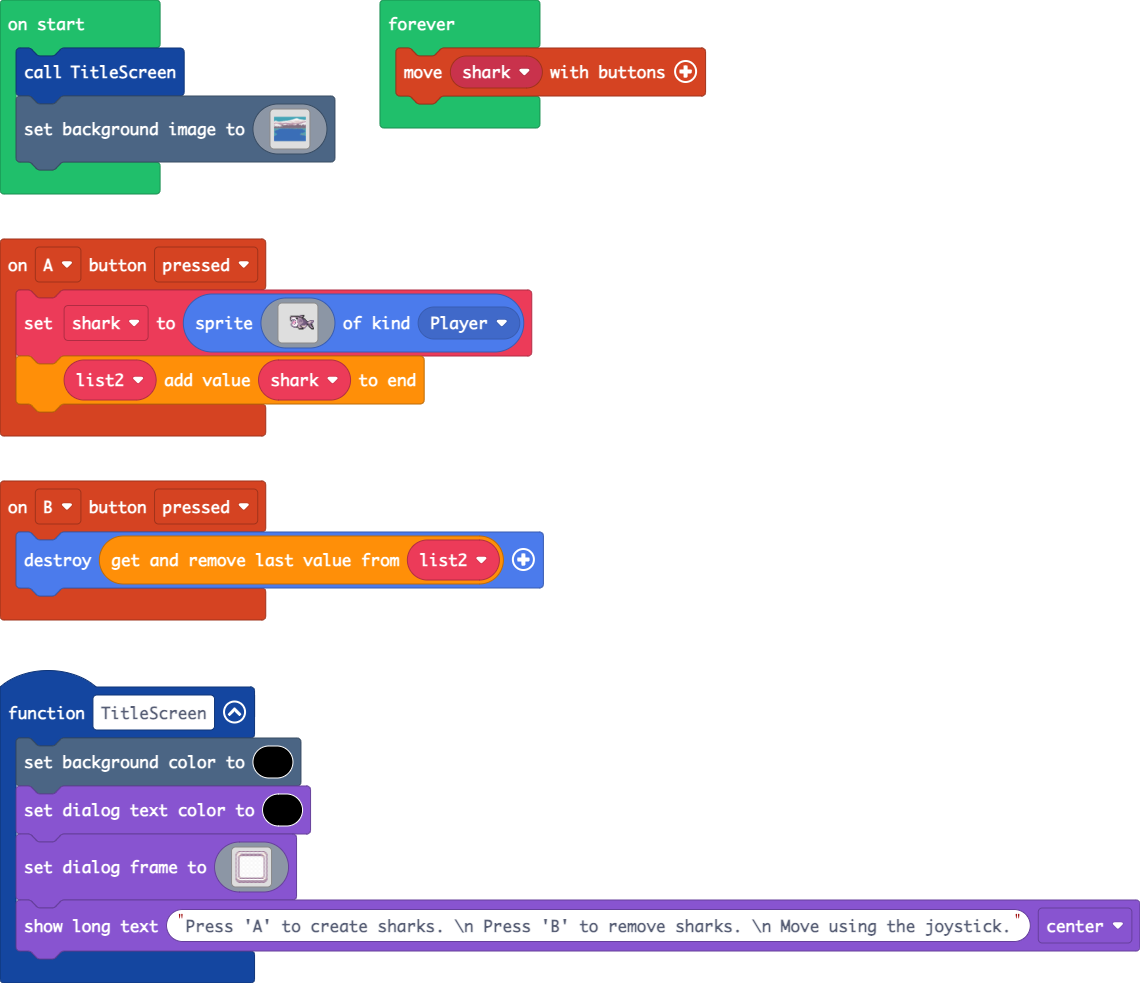 on start
call TitleScreen
set background image to
forever
move shark with buttons
on A button pressed
set shark to sprite of kind Player
list2 add value shark to end
on B button pressed
destroy get and remove last value from list2
function TitleScreen
set background color to
set dialog text color to
set dialog frame to
show long text "Press 'A' to create sharks. \n Press 'B' to remove sharks. \n Move using the joystick." center